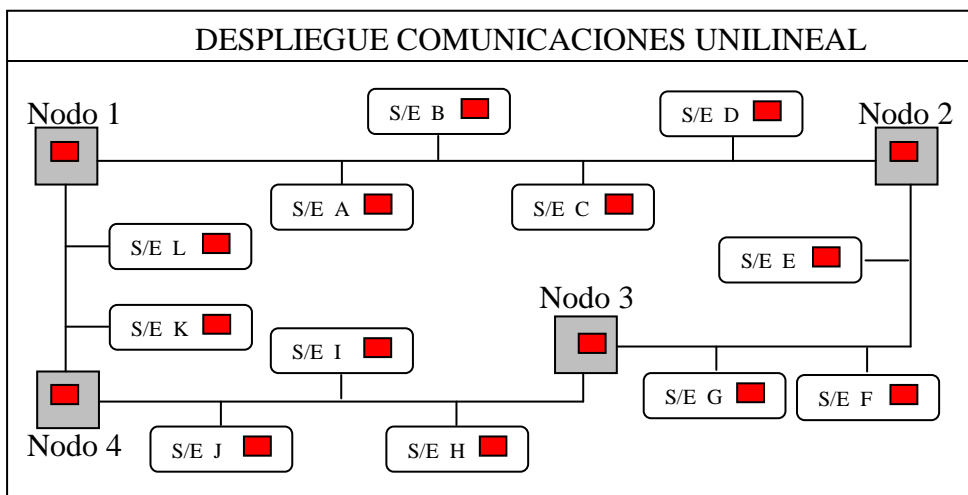 DESPLIEGUE COMUNICACIONES UNILINEAL
Nodo 1
S/E B
S/E D
Nodo 2
S/E A
S/E C
S/E L
S/E E
Nodo 3
S/E K
S/E I
S/E G
S/E F
Nodo 4
S/E J
S/E H